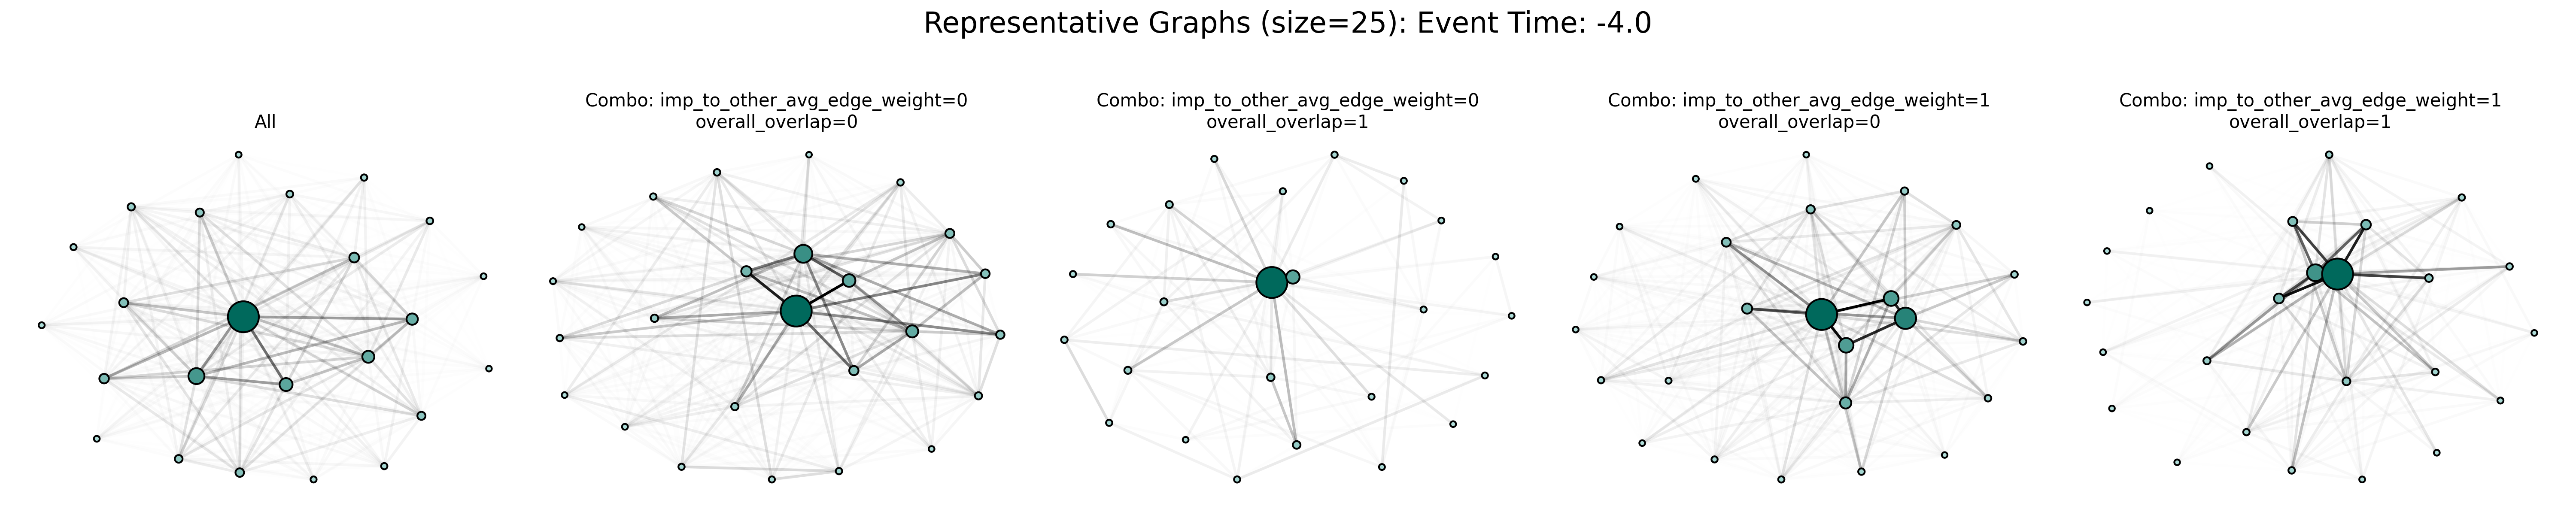 Representative Graphs (size=25): Event Time: -4.0
All
Combo: imp_to_other_avg_edge_weight=0
overall_overlap=0
Combo: imp_to_other_avg_edge_weight=0
overall_overlap=1
Combo: imp_to_other_avg_edge_weight=1
overall_overlap=0
Combo: imp_to_other_avg_edge_weight=1
overall_overlap=1